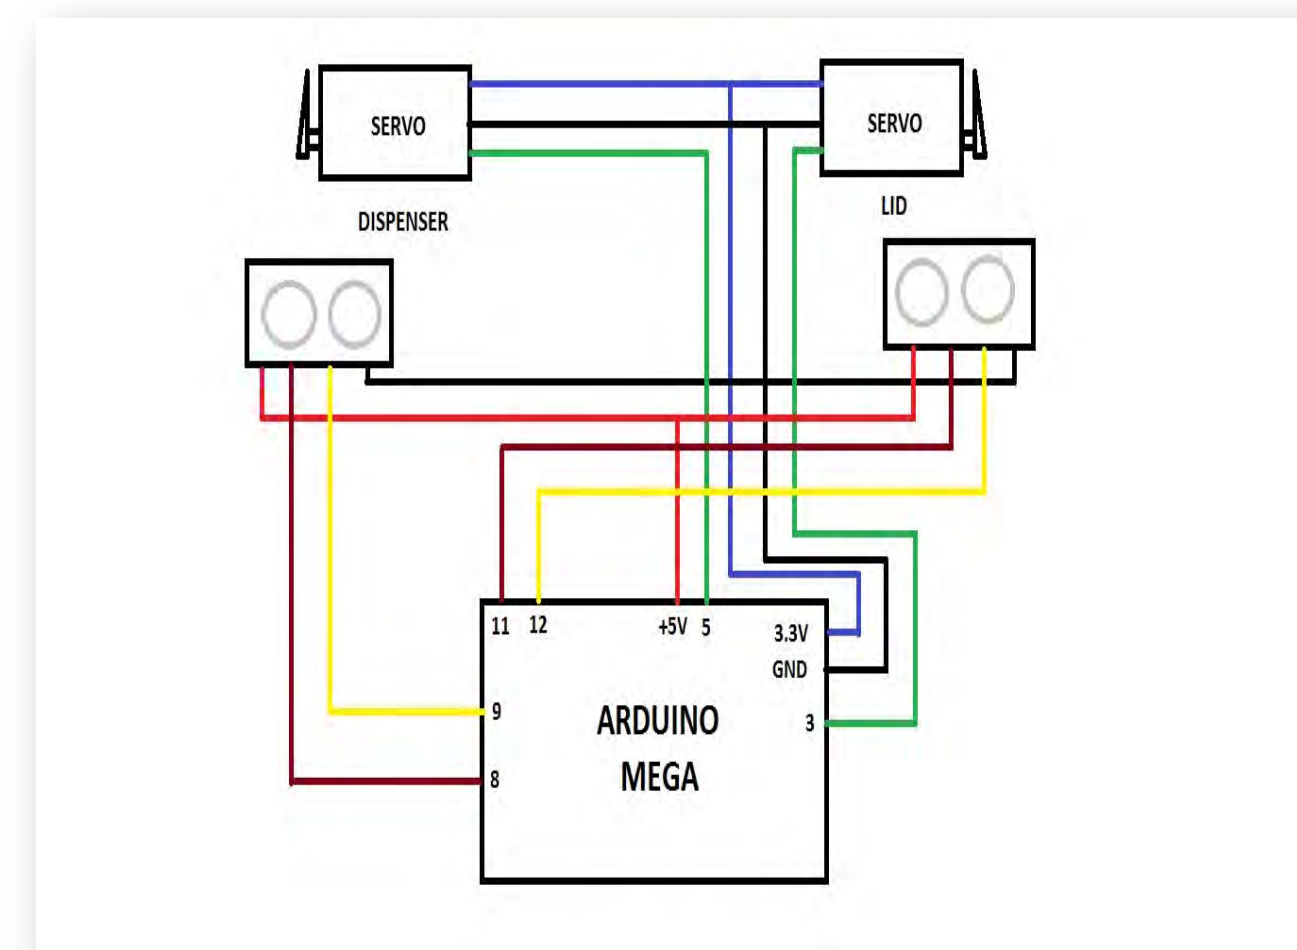 SERVO
SERVO
DISPENSER
LID
11 12 +5V 5
3.3V
GND
9
3
8
ARDUINO
MEGA